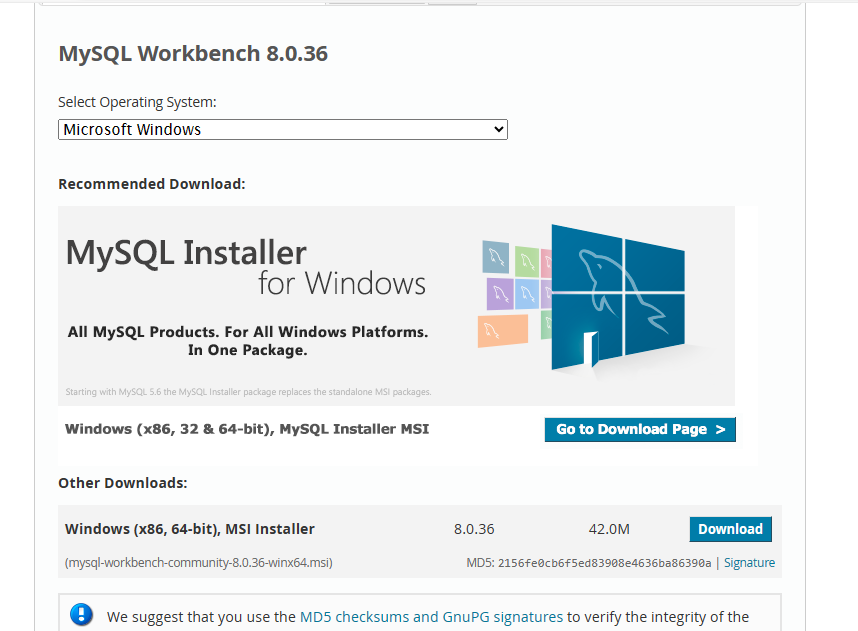 MySQL Workbench 8.0.36
Select Operating System:
Microsoft Windows
Recommended Download:
MySQL Installer
for Windows
All MySQL Products. For All Windows Platforms.
In One Package.
Starting with MySQL 5.6 the MySQL Installer package replaces the standalone MSI packages.
Windows (x86, 32 & 64-bit), MySQL Installer MSI
Go to Download Page >
Other Downloads:
Windows (x86, 64-bit), MSI Installer 8.0.36 42.0M Download
(mysql-workbench-community-8.0.36-winx64.msi) MD5: 2156fe0cb6f5ed83908e4636ba86390a | Signature
We suggest that you use the MD5 checksums and GnuPG signatures to verify the integrity of the